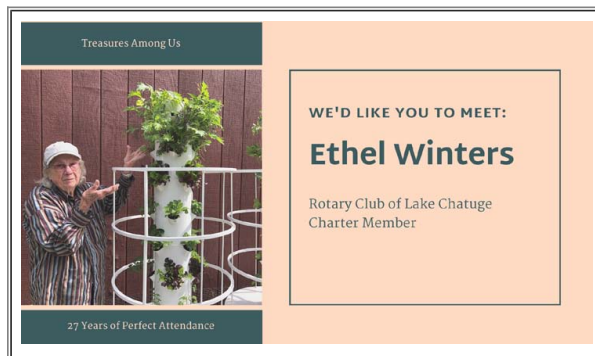 Treasures Among Us
WE'D LIKE YOU TO MEET:
Ethel Winters
Rotary Club of Lake Chatuge
Charter Member
27 Years of Perfect Attendance